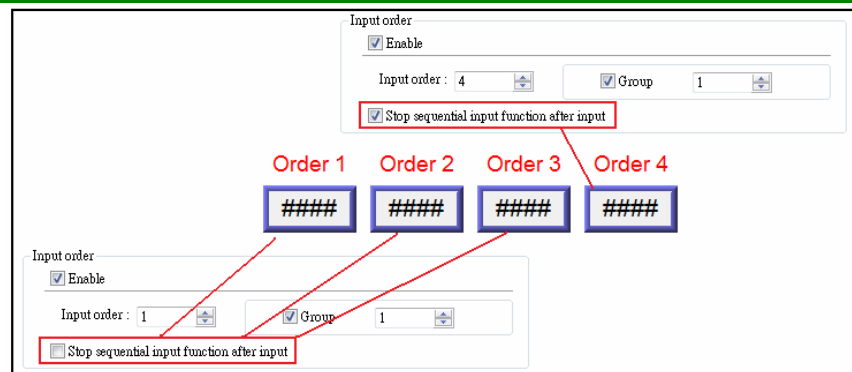 Input order
Enable
Input order : 4 Group 1
Stop sequential input function after input
Order 1 Order 2 Order 3 Order 4
#### #### #### ####
Input order
Enable
Input order : 1 Group 1
Stop sequential input function after input